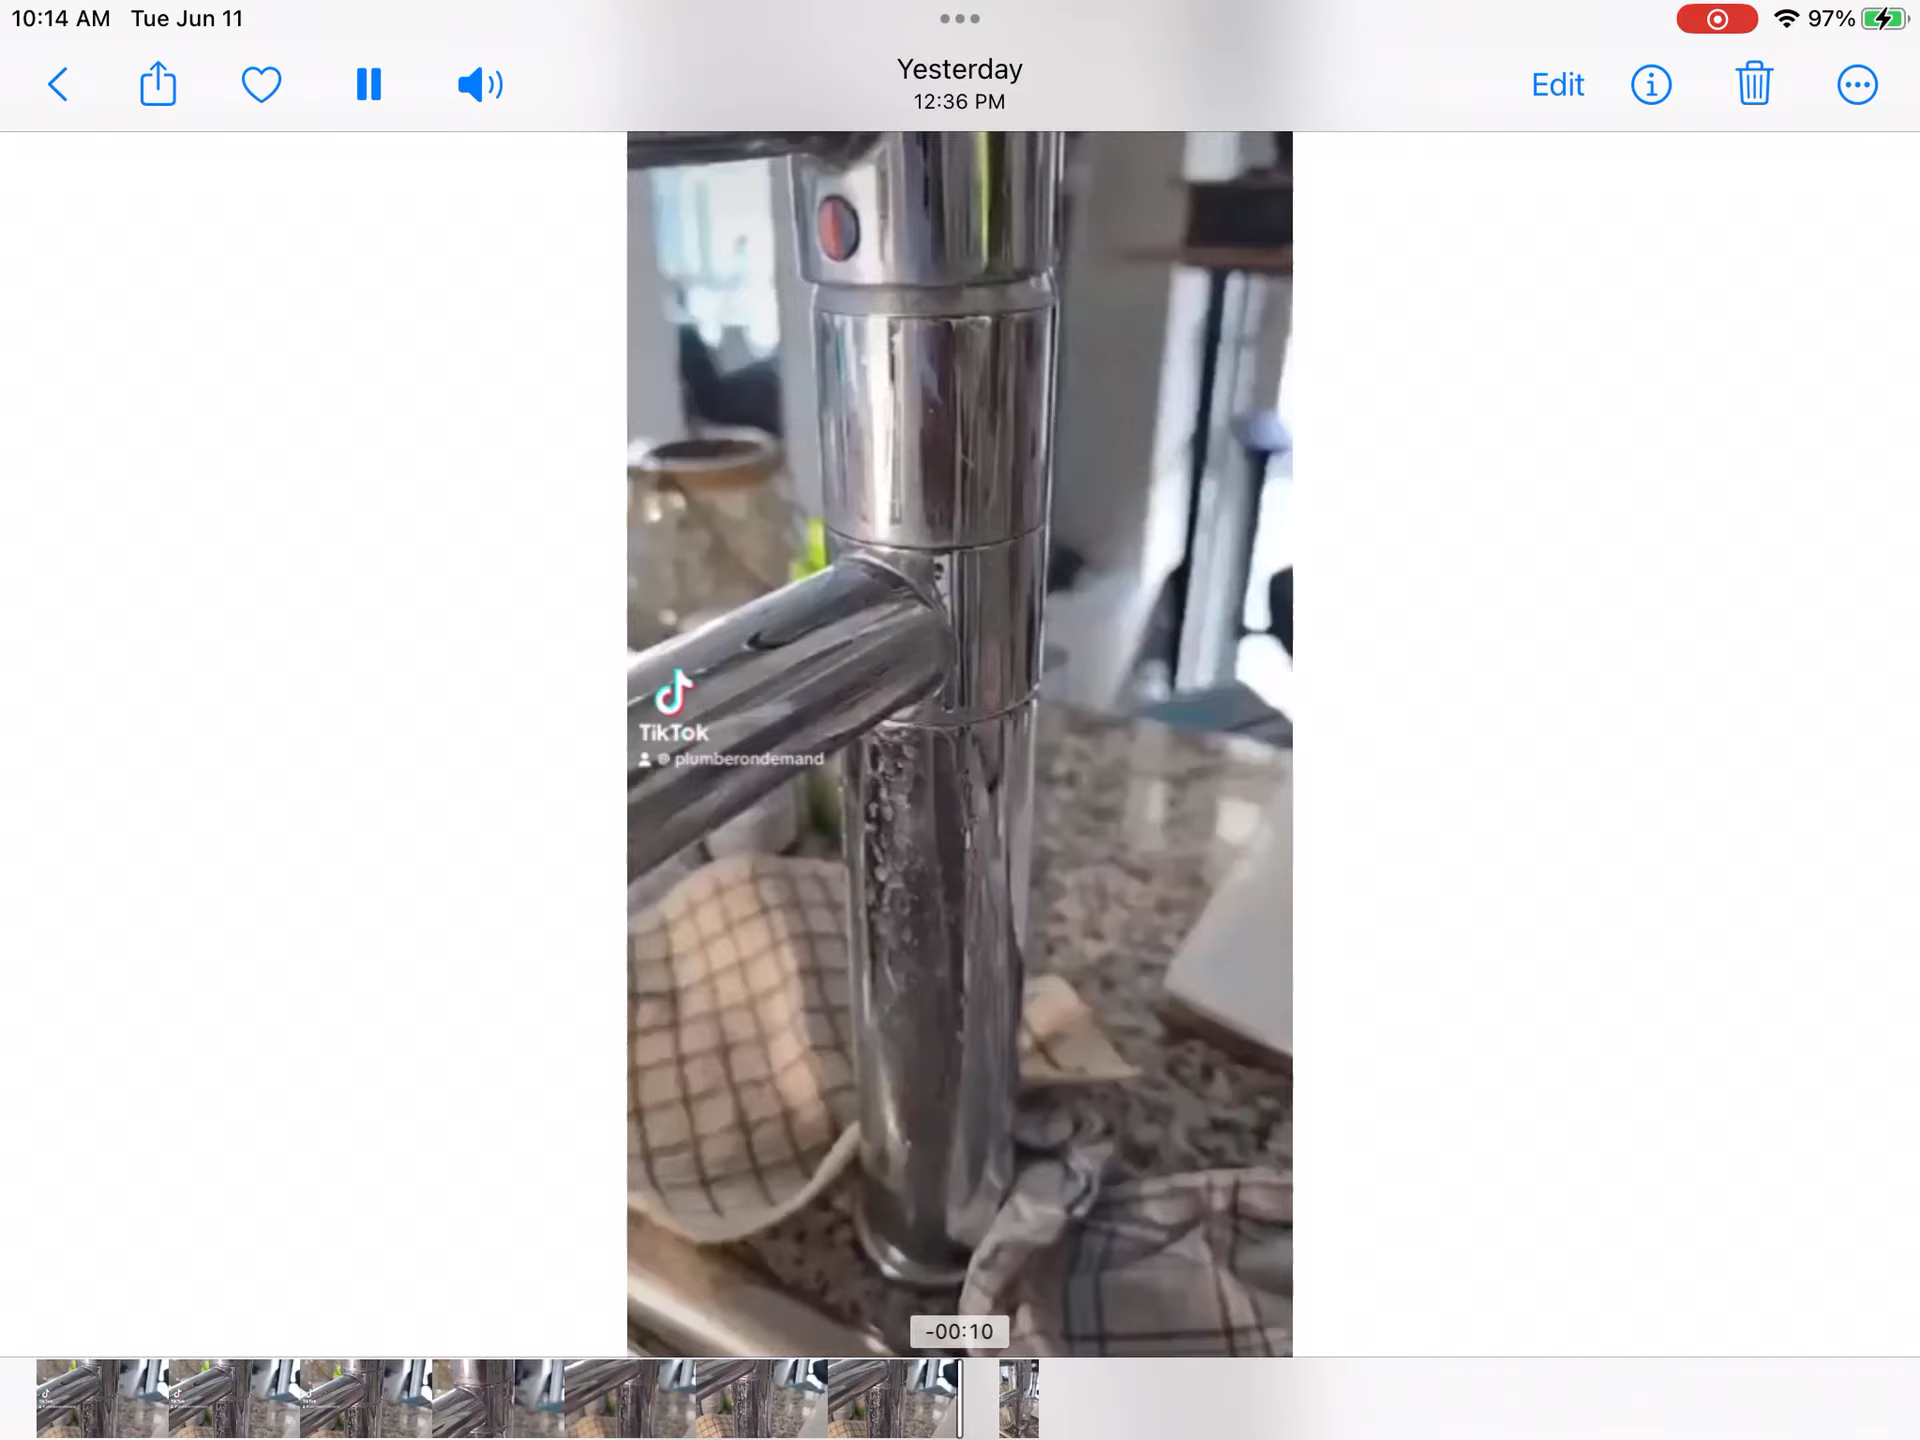 10:14 AM Tue Jun 11
97%
Yesterday
12:36 PM
Edit
TikTok
@ plumberondemand
-00:10